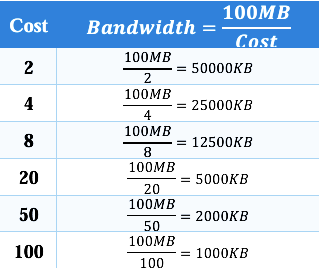 Cost Bandwidth = 100MB / Cost
2 100MB / 2 = 50000KB
4 100MB / 4 = 25000KB
8 100MB / 8 = 12500KB
20 100MB / 20 = 5000KB
50 100MB / 50 = 2000KB
100 100MB / 100 = 1000KB